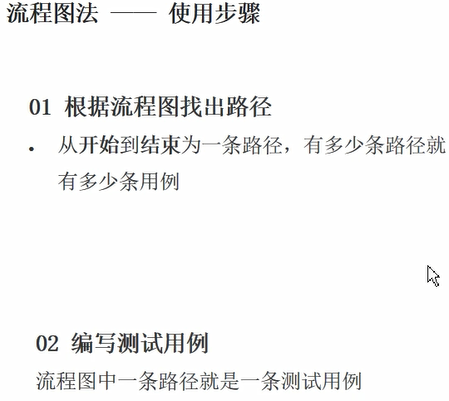 流程图法 —— 使用步骤
01 根据流程图找出路径
• 从开始到结束为一条路径，有多少条路径就
有多少条用例
02 编写测试用例
流程图中一条路径就是一条测试用例